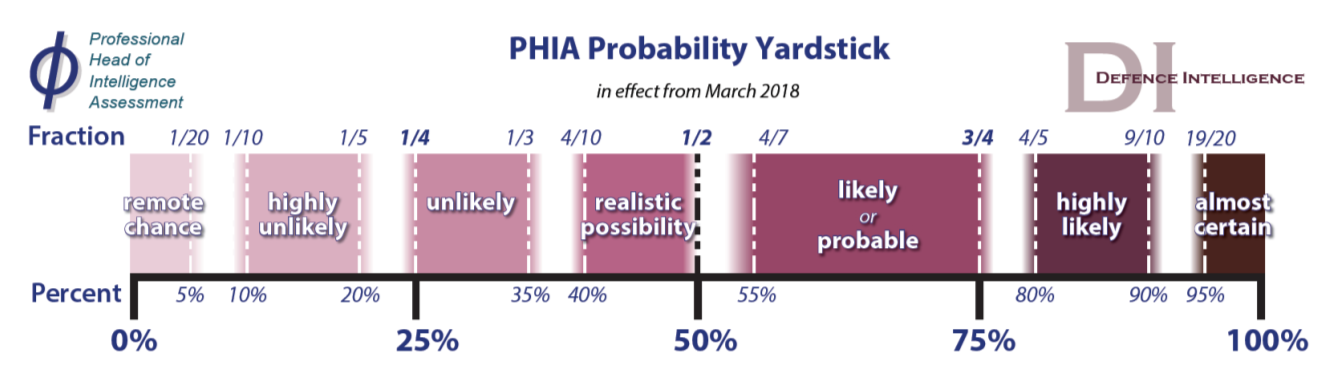 Professional
Head of
Intelligence
Assessment
PHIA Probability Yardstick
in effect from March 2018
DI
DEFENCE INTELLIGENCE
Fraction 1/20 1/10 1/5 1/4 1/3 4/10 1/2 4/7 3/4 4/5 9/10 19/20
remote
chance
highly
unlikely
unlikely
realistic
possibility
likely
or
probable
highly
likely
almost
certain
Percent 5% 10% 20% 35% 40% 55% 80% 90% 95%
0% 25% 50% 75% 100%